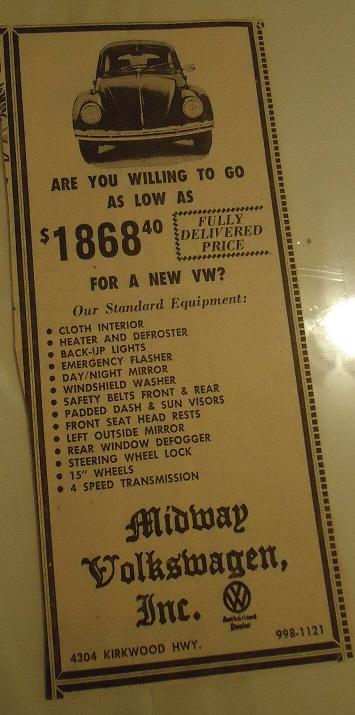 ARE YOU WILLING TO GO
AS LOW AS
$1868 40
FULLY
DELIVERED
PRICE
FOR A NEW VW?
Our Standard Equipment:
• CLOTH INTERIOR
• HEATER AND DEFROSTER
• BACK-UP LIGHTS
• EMERGENCY FLASHER
• DAY/NIGHT MIRROR
• WINDSHIELD WASHER
• SAFETY BELTS FRONT & REAR
• PADDED DASH & SUN VISORS
• FRONT SEAT HEAD RESTS
• LEFT OUTSIDE MIRROR
• REAR WINDOW DEFOGGER
• STEERING WHEEL LOCK
• 15" WHEELS
• 4 SPEED TRANSMISSION
Midway
Volkswagen,
Inc.
Authorized
Dealer
4304 KIRKWOOD HWY. 998-1121